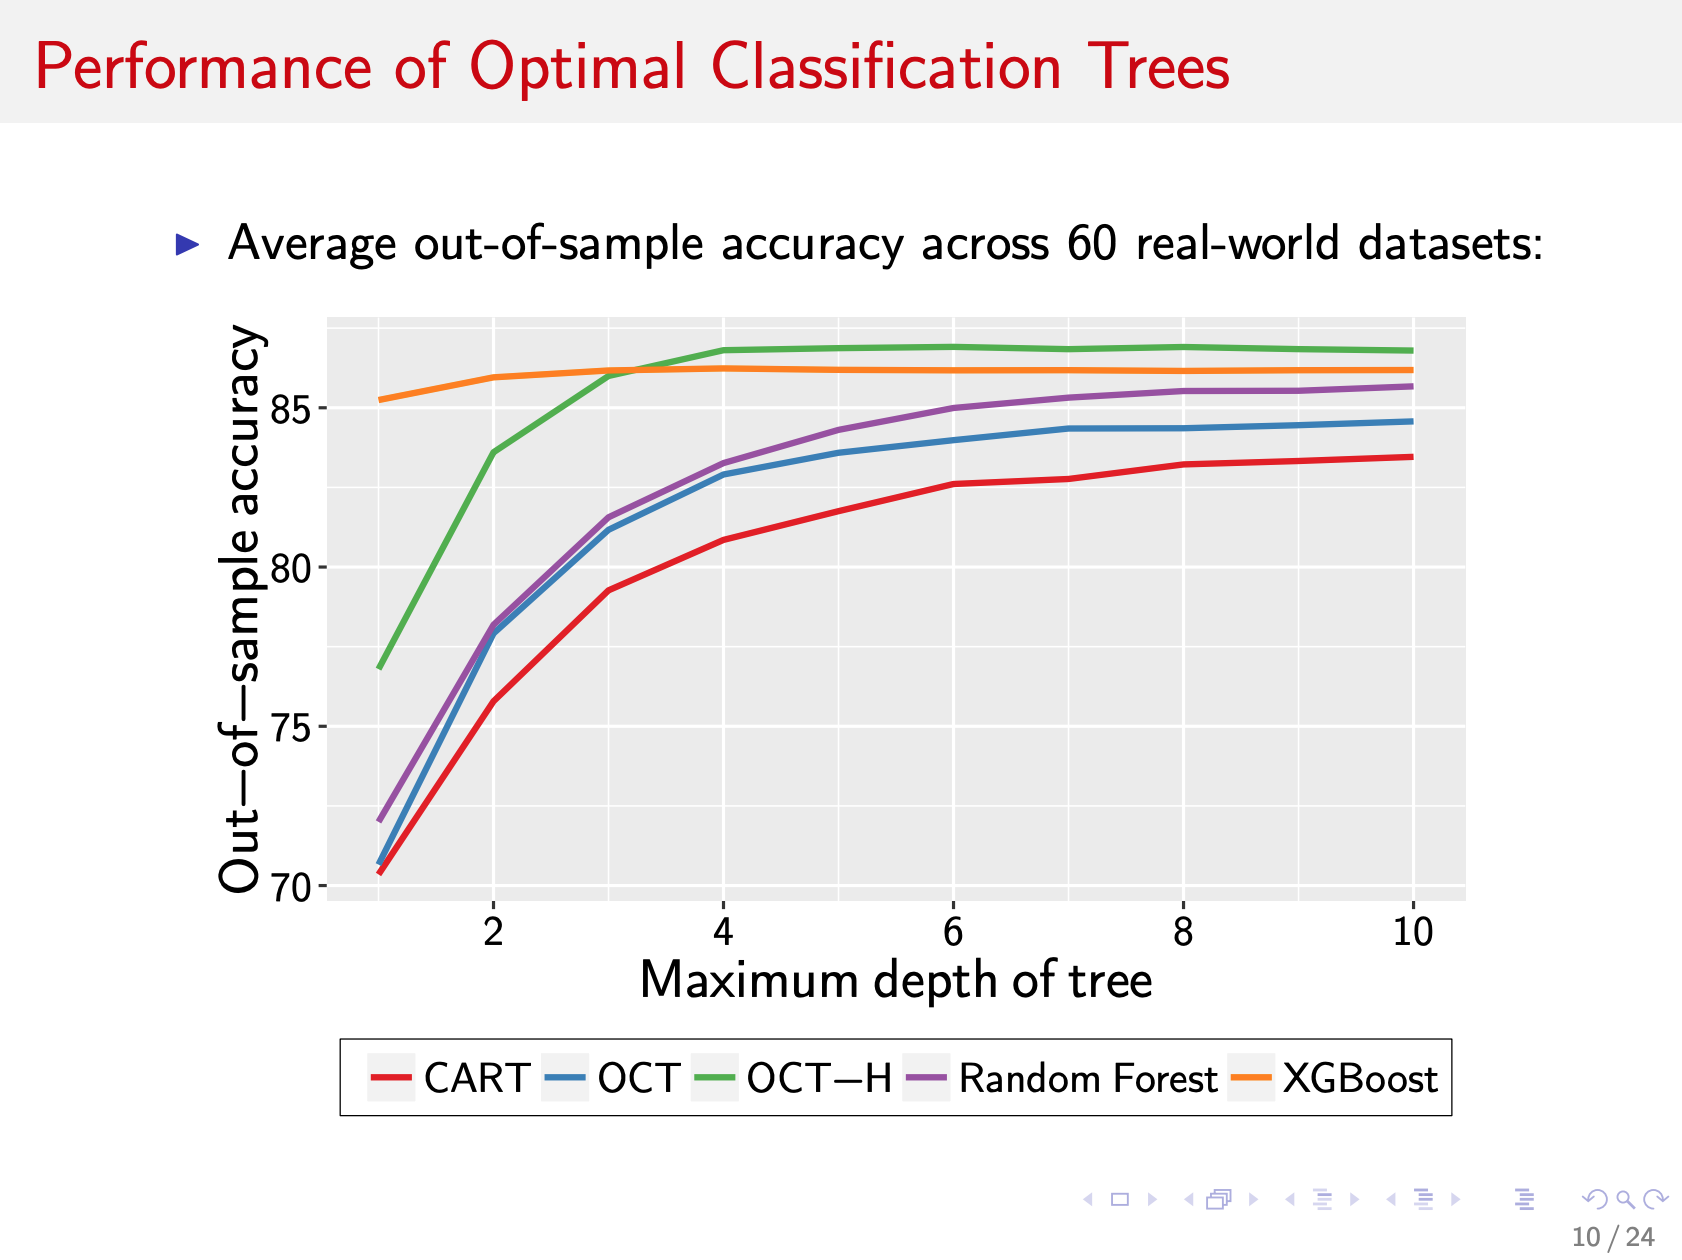 Performance of Optimal Classification Trees
Average out-of-sample accuracy across 60 real-world datasets:
Out−of−sample accuracy
85
80
75
70
2 4 6 8 10
Maximum depth of tree
CART OCT OCT−H Random Forest XGBoost
10 / 24